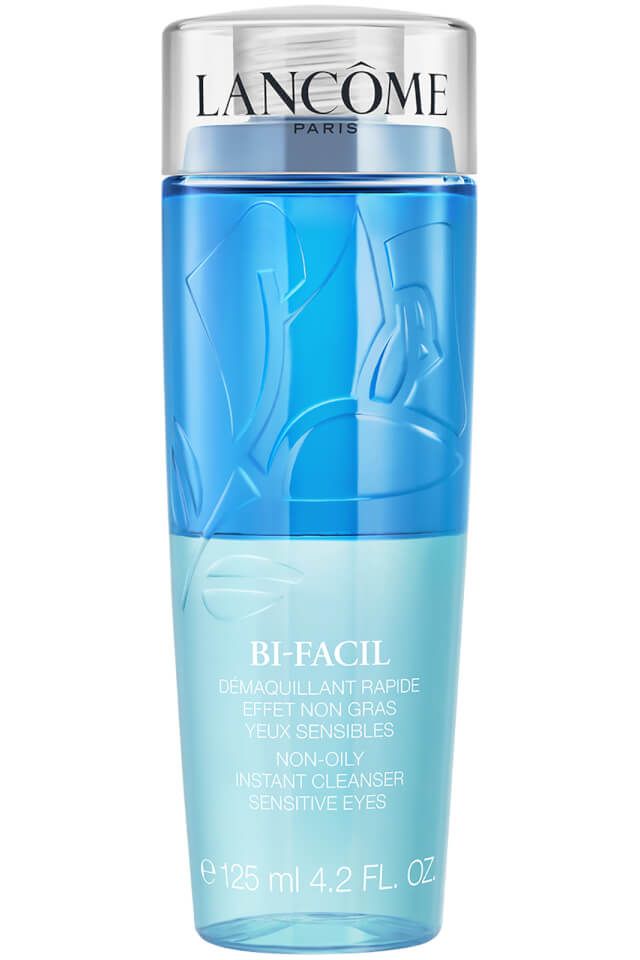 LANCÔME
PARIS
BI-FACIL
DÉMAQUILLANT RAPIDE
EFFET NON GRAS
YEUX SENSIBLES
NON-OILY
INSTANT CLEANSER
SENSITIVE EYES
℮ 125 ml 4.2 FL. OZ.